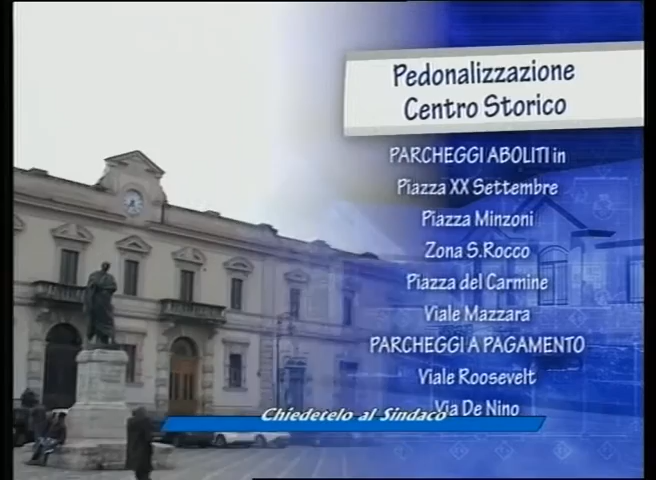 Pedonalizzazione
Centro Storico
PARCHEGGI ABOLITI in
Piazza XX Settembre
Piazza Minzoni
Zona S.Rocco
Piazza del Carmine
Viale Mazzara
PARCHEGGI A PAGAMENTO
Viale Roosevelt
Via De Nino
Chiedetelo al Sindaco